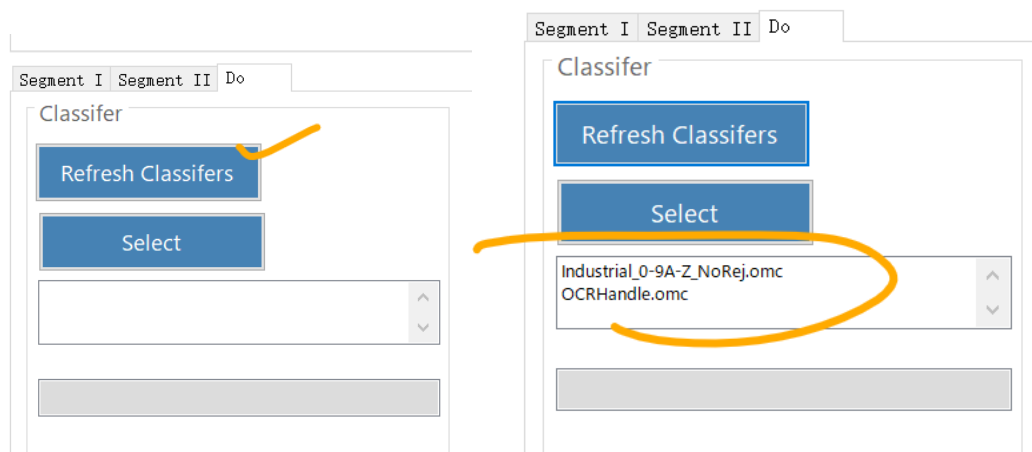 Segment I Segment II Do
Classifer
Refresh Classifers
Select
Segment I Segment II Do
Classifer
Refresh Classifers
Select
Industrial_0-9A-Z_NoRej.omc
OCRHandle.omc